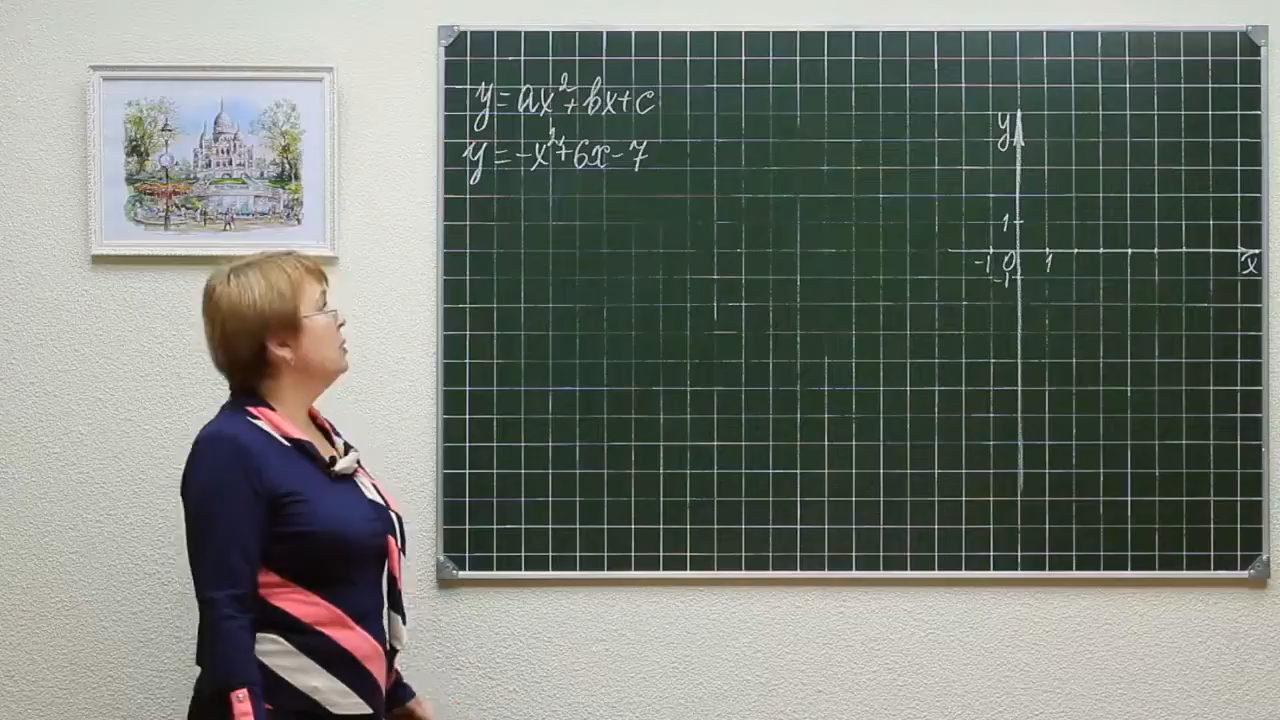 y = ax² + bx + c
y = -x² + 6x - 7
y
1
-1 0 1 x
-1